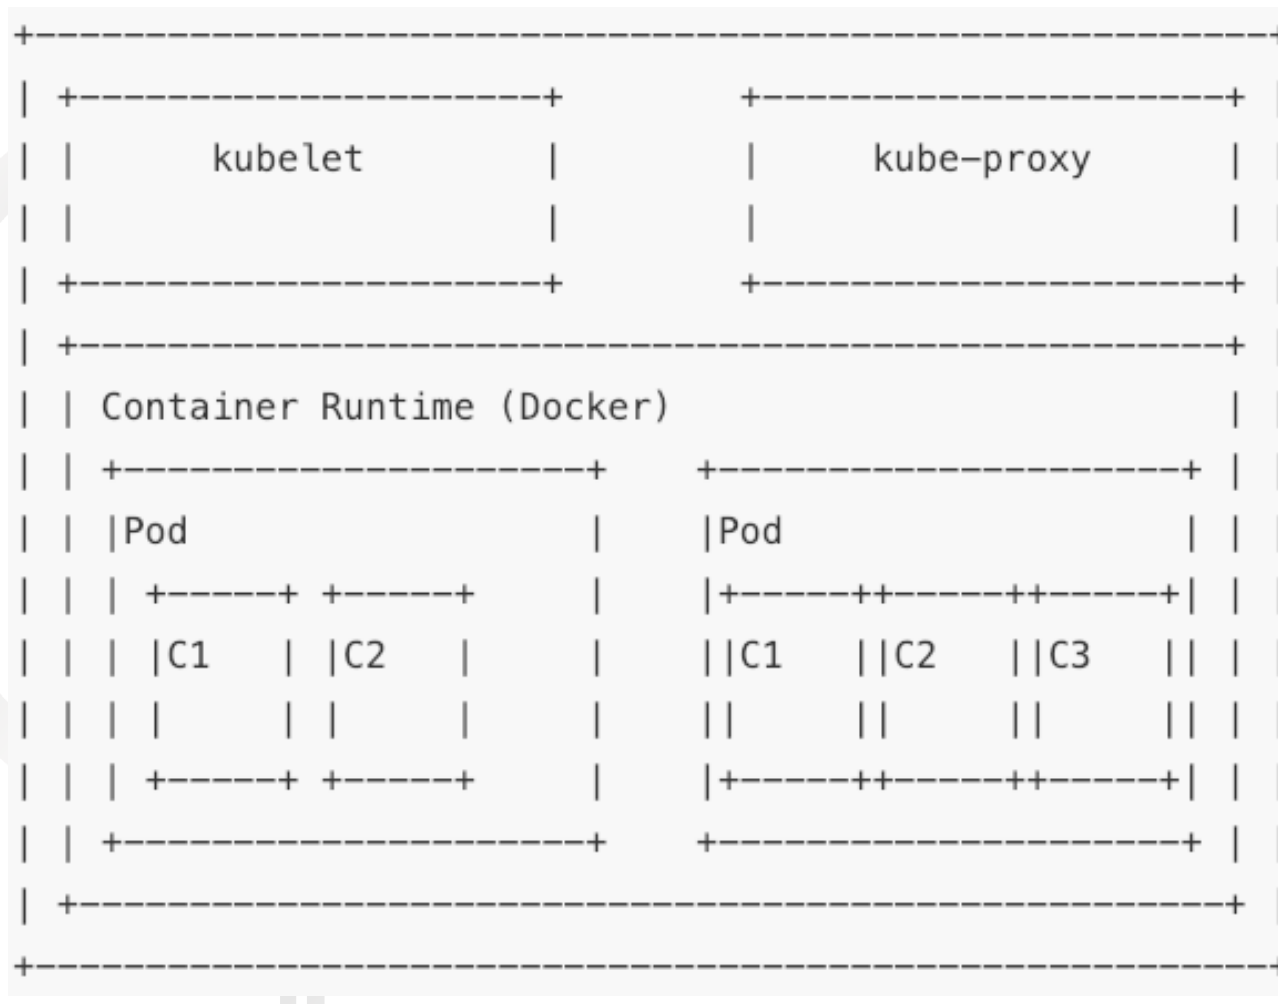 +--------------------------------------------------------+
| +---------------------+        +---------------------+ |
| |      kubelet        |        |     kube-proxy      | |
| |                     |        |                     | |
| +---------------------+        +---------------------+ |
| +----------------------------------------------------+ |
| | Container Runtime (Docker)                         | |
| | +---------------------+    +---------------------+ | |
| | |Pod                  |    |Pod                  | | |
| | | +-----+ +-----+     |    |+-----++-----++-----+| | |
| | | |C1   | |C2   |     |    ||C1   ||C2   ||C3   || | |
| | | |     | |     |     |    ||     ||     ||     || | |
| | | +-----+ +-----+     |    |+-----++-----++-----+| | |
| | +---------------------+    +---------------------+ | |
| +----------------------------------------------------+ |
+--------------------------------------------------------+